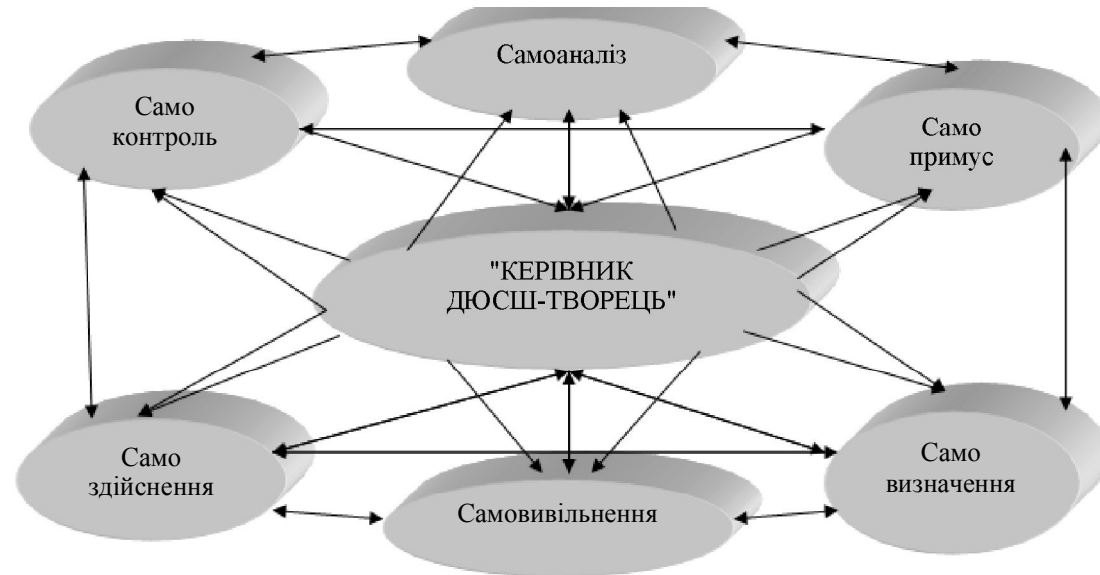 Самоаналіз
Само
контроль
Само
примус
"КЕРІВНИК
ДЮСШ-ТВОРЕЦЬ"
Само
здійснення
Самовивільнення
Само
визначення